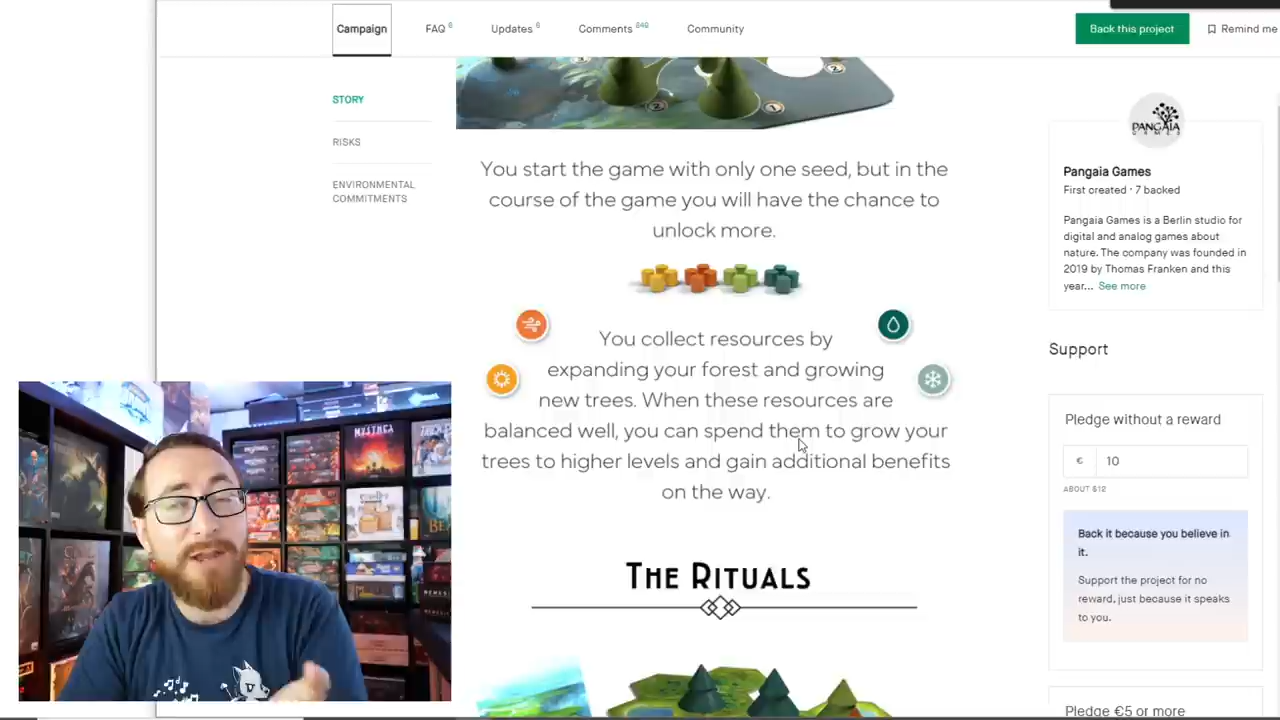 Campaign
FAQ 6
Updates 6
Comments
Community
Back this project
Remind me
STORY
RISKS
ENVIRONMENTAL
COMMITMENTS
2
2
1
You start the game with only one seed, but in the
course of the game you will have the chance to
unlock more.
You collect resources by
expanding your forest and growing
new trees. When these resources are
balanced well, you can spend them to grow your
trees to higher levels and gain additional benefits
on the way.
THE RITUALS
PANGAIA
GAMES
Pangaia Games
First created · 7 backed
Pangaia Games is a Berlin studio for
digital and analog games about
nature. The company was founded in
2019 by Thomas Franken and this
year... See more
Support
Pledge without a reward
€ 10
ABOUT $12
Back it because you believe in
it.
Support the project for no
reward, just because it speaks
to you.
Pledge €5 or more
MYSTHEA